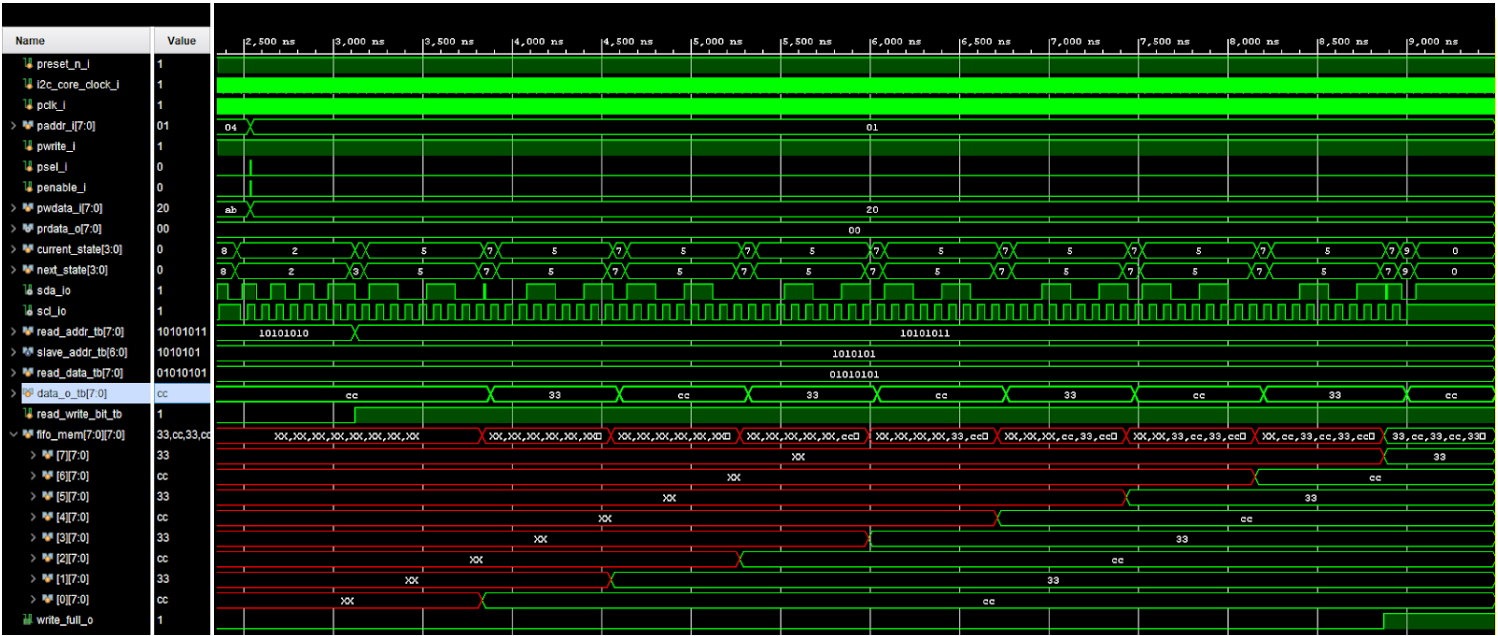 Name Value 2,500 ns 3,000 ns 3,500 ns 4,000 ns 4,500 ns 5,000 ns 5,500 ns 6,000 ns 6,500 ns 7,000 ns 7,500 ns 8,000 ns 8,500 ns 9,000 ns
preset_n_i 1
i2c_core_clock_i 1
pclk_i 1
paddr_i[7:0] 01 04 01
pwrite_i 1
psel_i 0
penable_i 0
pwdata_i[7:0] 20 ab 20
prdata_o[7:0] 00 00
current_state[3:0] 0 8 2 5 7 5 7 5 7 5 7 5 7 5 7 5 7 5 7 9 0
next_state[3:0] 0 8 2 3 5 7 5 7 5 7 5 7 5 7 5 7 5 7 5 7 9 0
sda_io 1
scl_io 1
read_addr_tb[7:0] 10101011 10101010 10101011
slave_addr_tb[6:0] 1010101 1010101
read_data_tb[7:0] 01010101 01010101
data_o_tb[7:0] cc cc 33 cc 33 cc 33 cc 33 cc
read_write_bit_tb 1
fifo_mem[7:0][7:0] 33,cc,33,cc XX,XX,XX,XX,XX,XX,XX,XX XX,XX,XX,XX,XX,XX XX,XX,XX,XX,XX,XX XX,XX,XX,XX,XX,cc XX,XX,XX,XX,33,cc XX,XX,XX,cc,33,cc XX,XX,33,cc,33,cc XX,cc,33,cc,33,cc 33,cc,33,cc,33
[7][7:0] 33 XX 33
[6][7:0] cc XX cc
[5][7:0] 33 XX 33
[4][7:0] cc XX cc
[3][7:0] 33 XX 33
[2][7:0] cc XX cc
[1][7:0] 33 XX 33
[0][7:0] cc XX cc
write_full_o 1